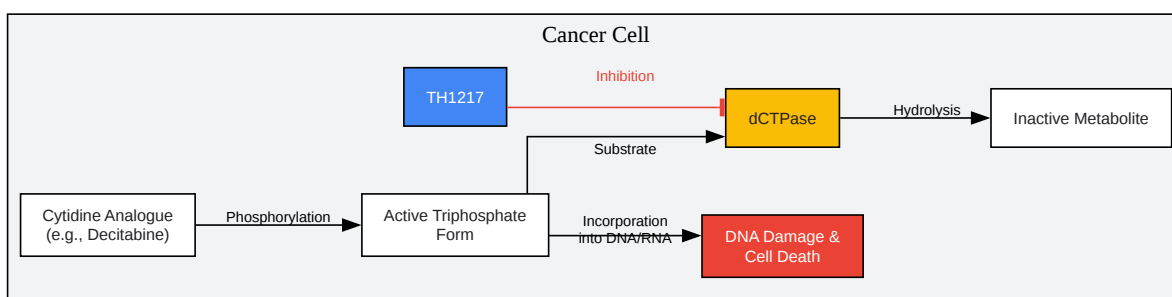 Cancer Cell
Inhibition
TH1217
dCTPase
Hydrolysis
Inactive Metabolite
Substrate
Cytidine Analogue
(e.g., Decitabine)
Phosphorylation
Active Triphosphate
Form
Incorporation
into DNA/RNA
DNA Damage &
Cell Death